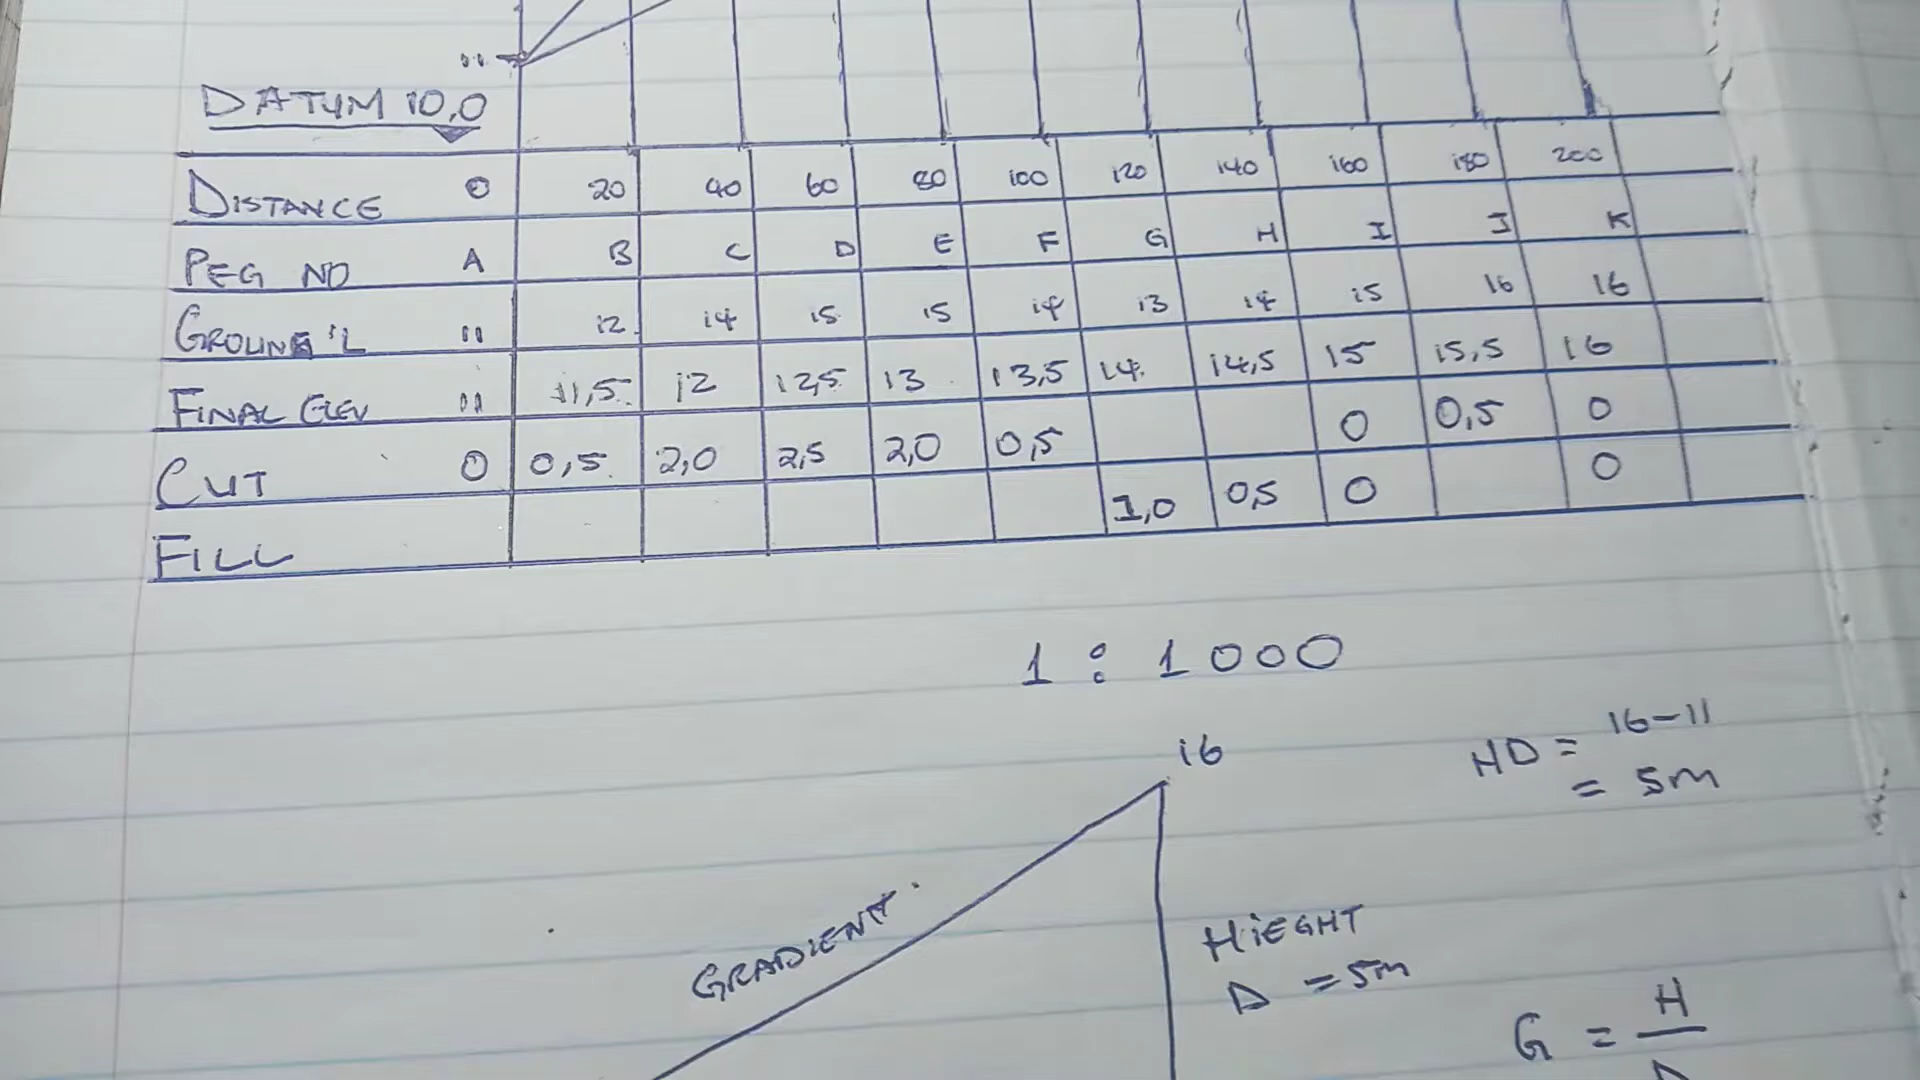 11
DATUM 10,0
DISTANCE 0 20 40 60 80 100 120 140 160 180 200
PEG NO A B C D E F G H I J K
GROUND 'L 11 12 14 15 15 14 13 14 15 16 16
FINAL ELEV 11 11,5 12 12,5 13 13,5 14 14,5 15 15,5 16
CUT 0 0,5 2,0 2,5 2,0 0,5 0 0,5 0
FILL 1,0 0,5 0 0
1 : 1000
16
HD = 16-11
= 5m
GRADIENT
HIEGHT
D = 5m
G = H
D